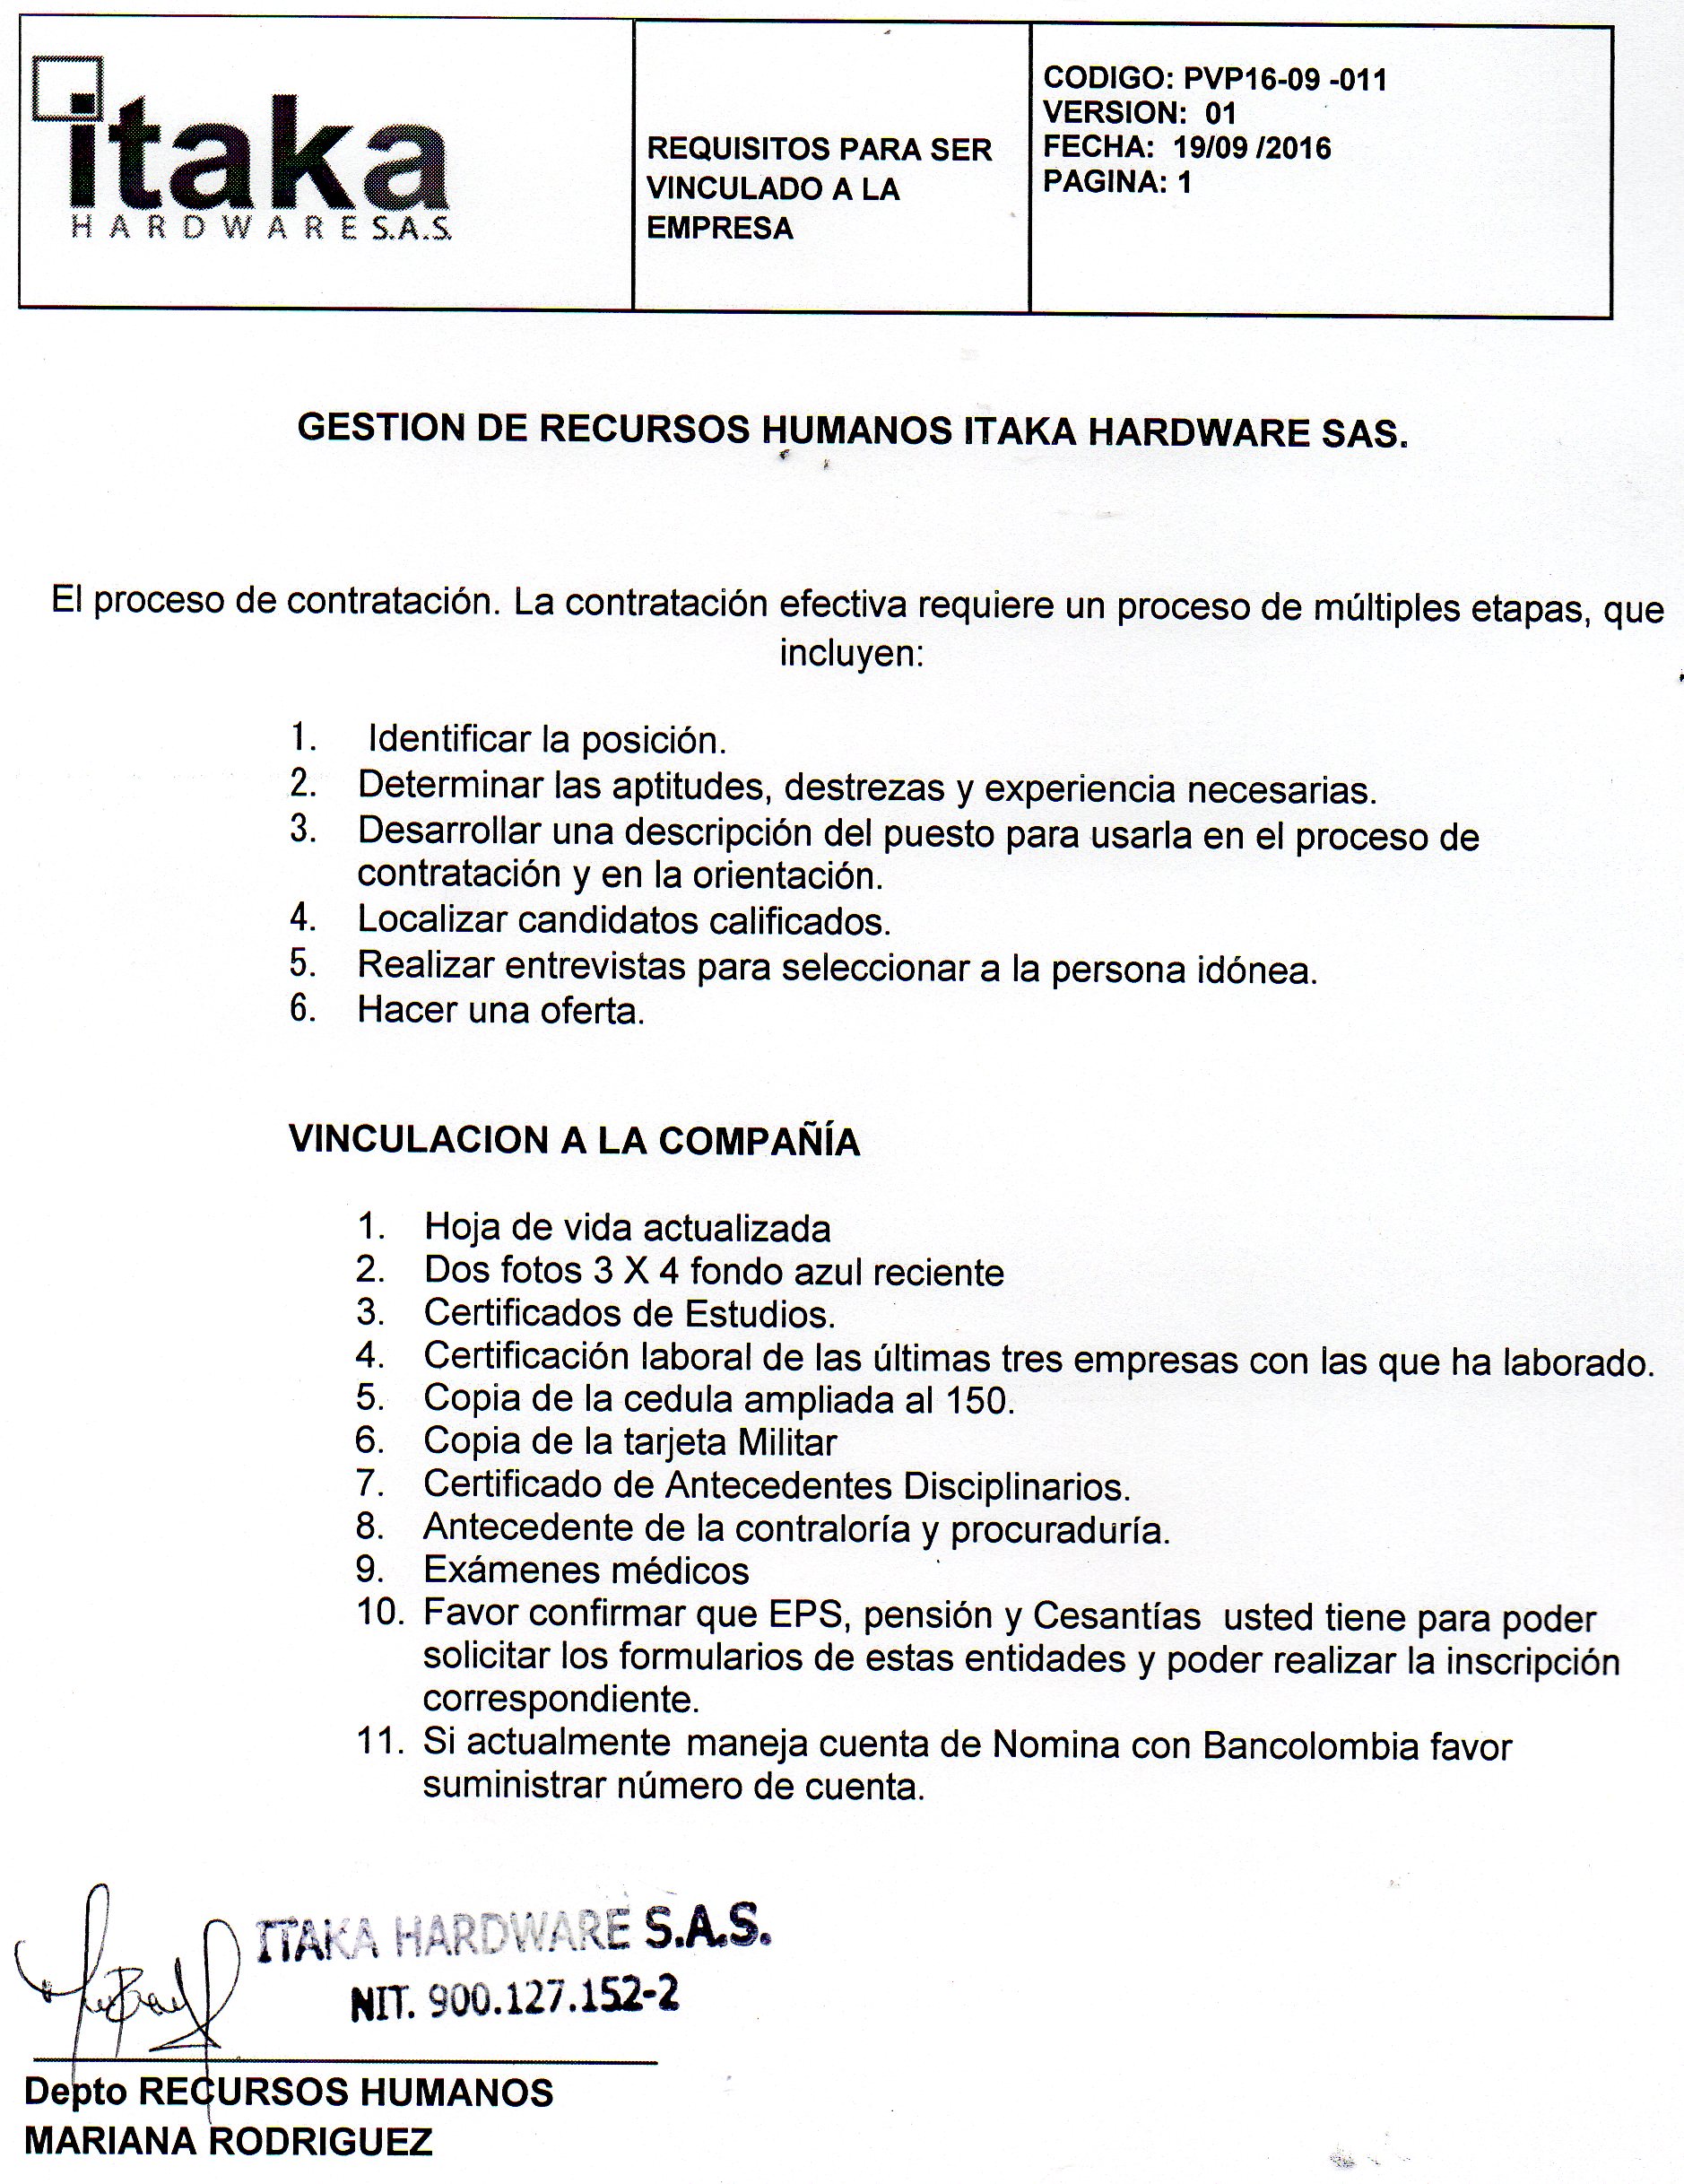 itaka
HARDWARE S.A.S.
REQUISITOS PARA SER
VINCULADO A LA
EMPRESA
CODIGO: PVP16-09 -011
VERSION: 01
FECHA: 19/09 /2016
PAGINA: 1
GESTION DE RECURSOS HUMANOS ITAKA HARDWARE SAS.
El proceso de contratación. La contratación efectiva requiere un proceso de múltiples etapas, que
incluyen:
1. Identificar la posición.
2. Determinar las aptitudes, destrezas y experiencia necesarias.
3. Desarrollar una descripción del puesto para usarla en el proceso de
contratación y en la orientación.
4. Localizar candidatos calificados.
5. Realizar entrevistas para seleccionar a la persona idónea.
6. Hacer una oferta.
VINCULACION A LA COMPAÑÍA
1. Hoja de vida actualizada
2. Dos fotos 3 X 4 fondo azul reciente
3. Certificados de Estudios.
4. Certificación laboral de las últimas tres empresas con las que ha laborado.
5. Copia de la cedula ampliada al 150.
6. Copia de la tarjeta Militar
7. Certificado de Antecedentes Disciplinarios.
8. Antecedente de la contraloría y procuraduría.
9. Exámenes médicos
10. Favor confirmar que EPS, pensión y Cesantías usted tiene para poder
solicitar los formularios de estas entidades y poder realizar la inscripción
correspondiente.
11. Si actualmente maneja cuenta de Nomina con Bancolombia favor
suministrar número de cuenta.
ITAKA HARDWARE S.A.S.
NIT. 900.127.152-2
Depto RECURSOS HUMANOS
MARIANA RODRIGUEZ